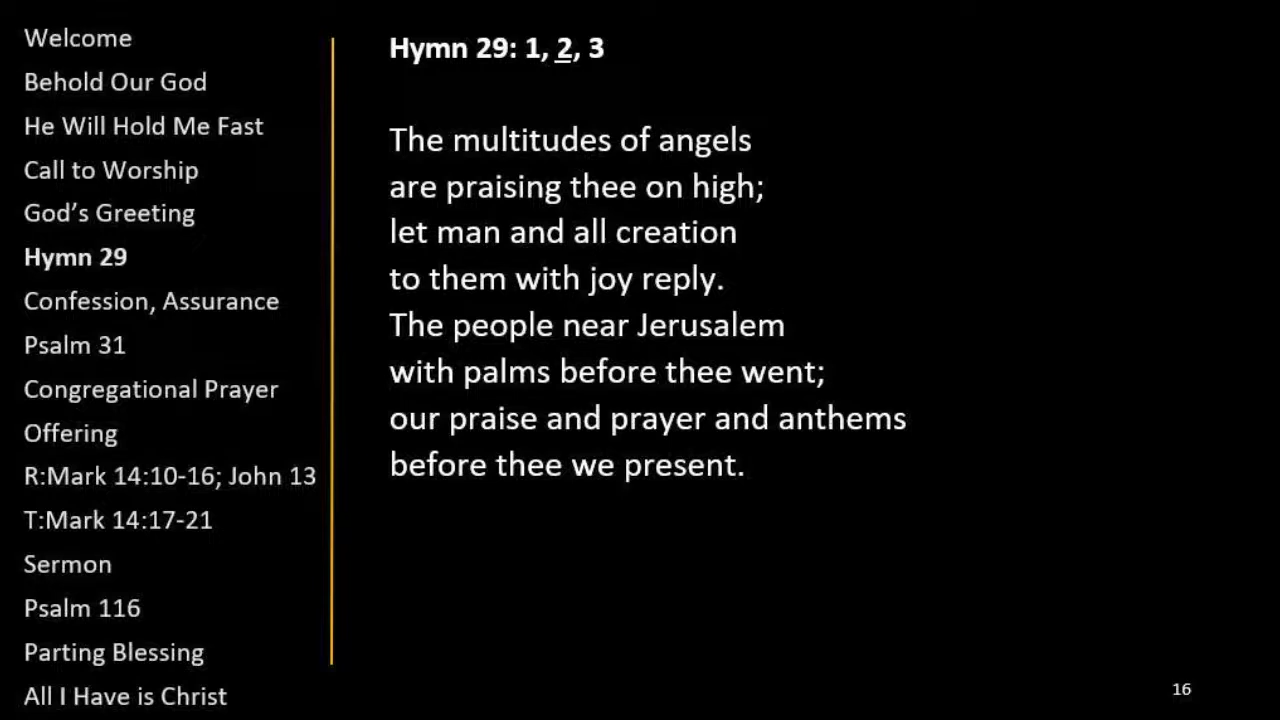 Welcome
Behold Our God
He Will Hold Me Fast
Call to Worship
God’s Greeting
Hymn 29
Confession, Assurance
Psalm 31
Congregational Prayer
Offering
R:Mark 14:10-16; John 13
T:Mark 14:17-21
Sermon
Psalm 116
Parting Blessing
All I Have is Christ
Hymn 29: 1, 2, 3
The multitudes of angels
are praising thee on high;
let man and all creation
to them with joy reply.
The people near Jerusalem
with palms before thee went;
our praise and prayer and anthems
before thee we present.
16